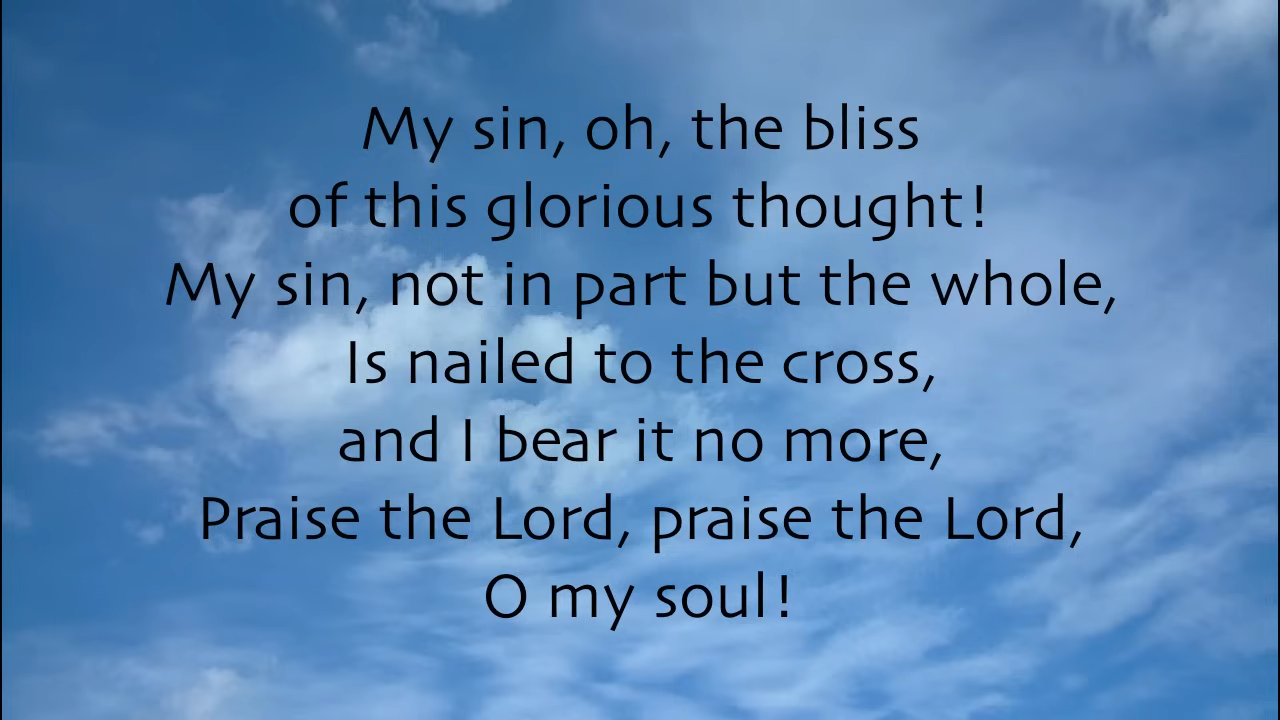 My sin, oh, the bliss
of this glorious thought!
My sin, not in part but the whole,
Is nailed to the cross,
and I bear it no more,
Praise the Lord, praise the Lord,
O my soul!